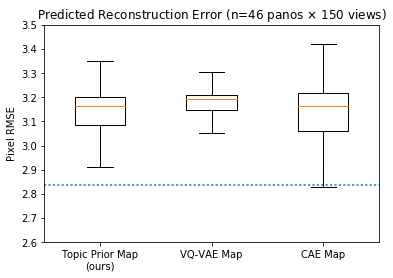 Predicted Reconstruction Error (n=46 panos × 150 views)
Pixel RMSE
3.5
3.4
3.3
3.2
3.1
3.0
2.9
2.8
2.7
2.6
Topic Prior Map
(ours)
VQ-VAE Map
CAE Map